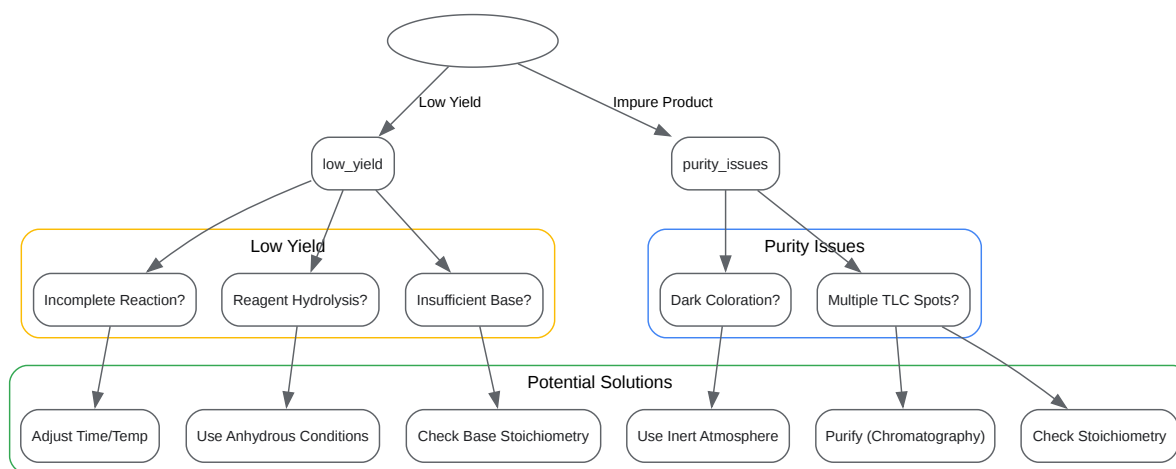 Low Yield
Impure Product
low_yield
purity_issues
Low Yield
Purity Issues
Incomplete Reaction?
Reagent Hydrolysis?
Insufficient Base?
Dark Coloration?
Multiple TLC Spots?
Potential Solutions
Adjust Time/Temp
Use Anhydrous Conditions
Check Base Stoichiometry
Use Inert Atmosphere
Purify (Chromatography)
Check Stoichiometry